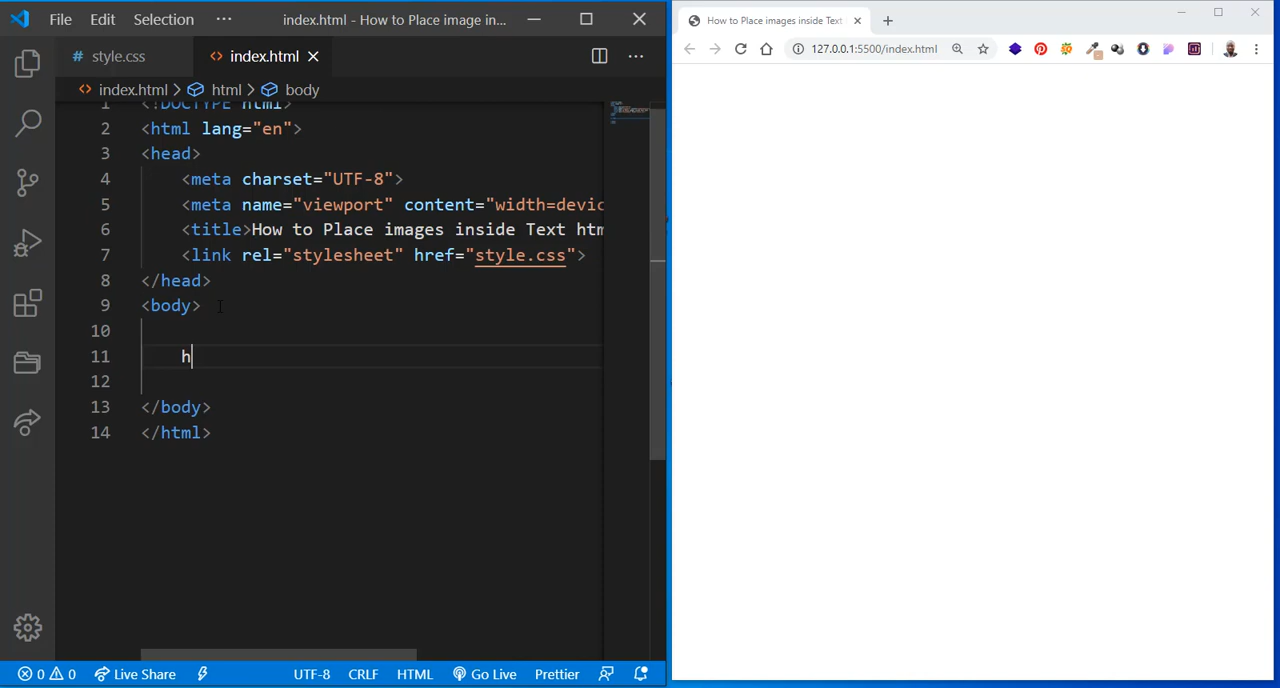 File Edit Selection ··· index.html - How to Place image in...
# style.css <> index.html
<> index.html > html > body
1 <!DOCTYPE html>
2 <html lang="en">
3 <head>
4 <meta charset="UTF-8">
5 <meta name="viewport" content="width=devic
6 <title>How to Place images inside Text htm
7 <link rel="stylesheet" href="style.css">
8 </head>
9 <body>
10
11 h
12
13 </body>
14 </html>
0 0 Live Share UTF-8 CRLF HTML Go Live Prettier
How to Place images inside Text
127.0.0.1:5500/index.html